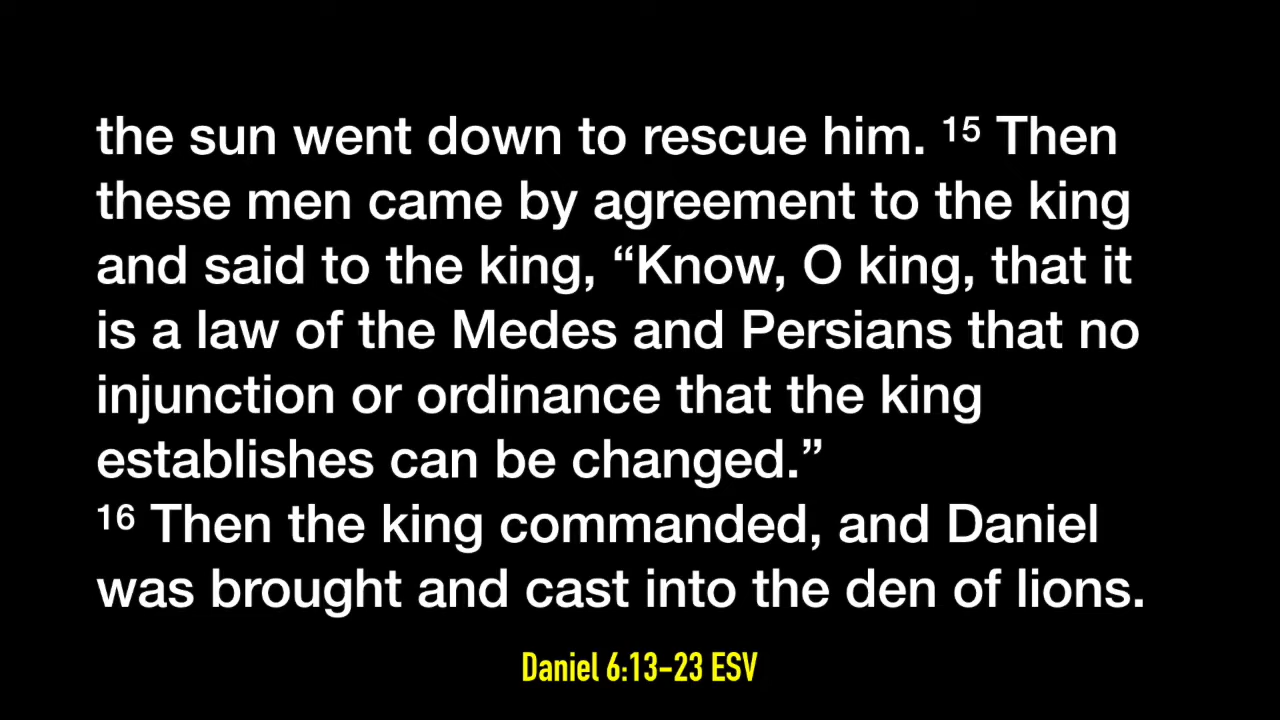 the sun went down to rescue him. ¹⁵ Then
these men came by agreement to the king
and said to the king, “Know, O king, that it
is a law of the Medes and Persians that no
injunction or ordinance that the king
establishes can be changed.”
¹⁶ Then the king commanded, and Daniel
was brought and cast into the den of lions.
Daniel 6:13–23 ESV